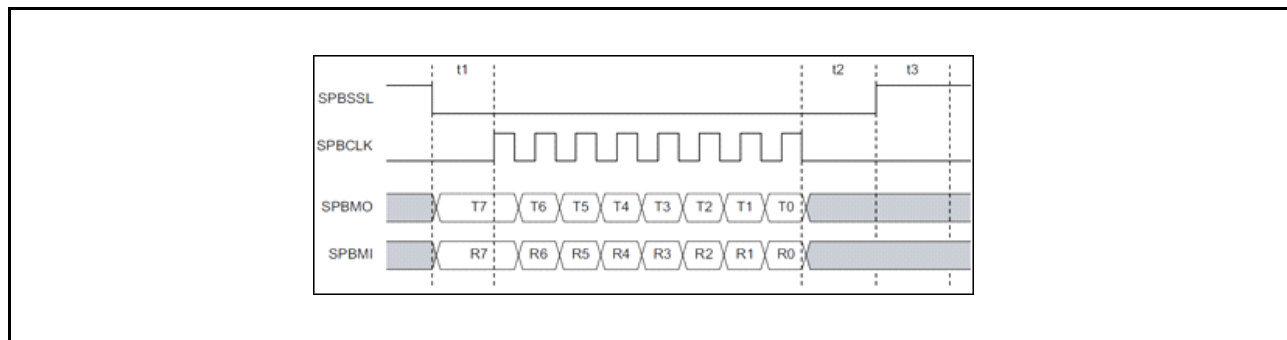 t1 t2 t3
SPBSSL
SPBCLK
SPBMO T7 T6 T5 T4 T3 T2 T1 T0
SPBMI R7 R6 R5 R4 R3 R2 R1 R0